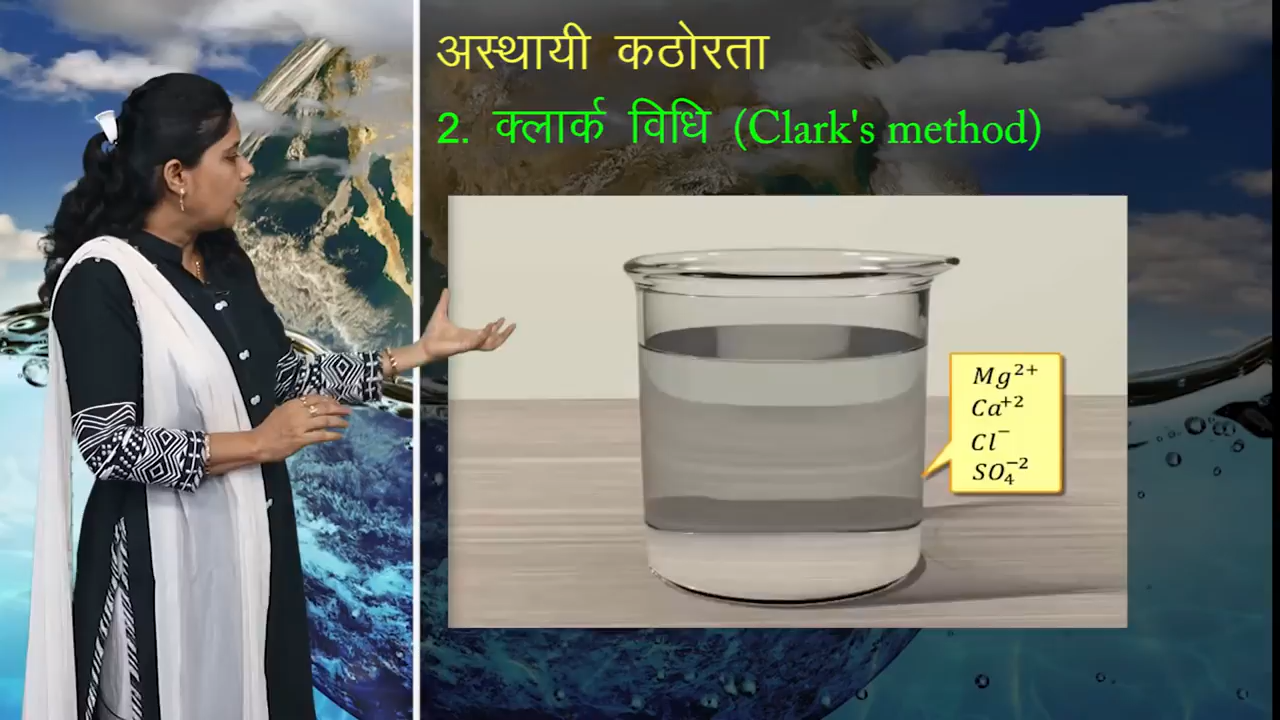 अस्थायी कठोरता
2. क्लार्क विधि (Clark's method)
Mg²⁺
Ca⁺²
Cl⁻
SO₄⁻²